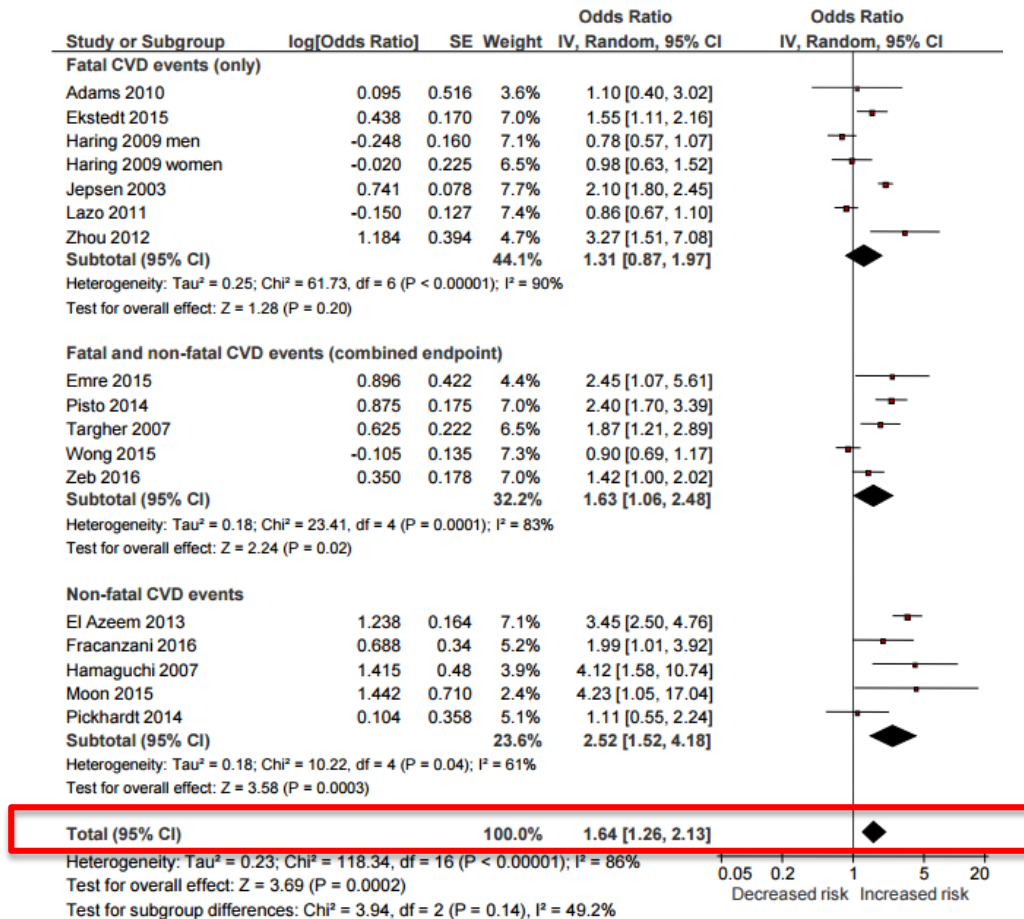 Odds Ratio Odds Ratio
Study or Subgroup log[Odds Ratio] SE Weight IV, Random, 95% CI IV, Random, 95% CI
Fatal CVD events (only)
Adams 2010 0.095 0.516 3.6% 1.10 [0.40, 3.02]
Ekstedt 2015 0.438 0.170 7.0% 1.55 [1.11, 2.16]
Haring 2009 men -0.248 0.160 7.1% 0.78 [0.57, 1.07]
Haring 2009 women -0.020 0.225 6.5% 0.98 [0.63, 1.52]
Jepsen 2003 0.741 0.078 7.7% 2.10 [1.80, 2.45]
Lazo 2011 -0.150 0.127 7.4% 0.86 [0.67, 1.10]
Zhou 2012 1.184 0.394 4.7% 3.27 [1.51, 7.08]
Subtotal (95% CI) 44.1% 1.31 [0.87, 1.97]
Heterogeneity: Tau² = 0.25; Chi² = 61.73, df = 6 (P < 0.00001); I² = 90%
Test for overall effect: Z = 1.28 (P = 0.20)
Fatal and non-fatal CVD events (combined endpoint)
Emre 2015 0.896 0.422 4.4% 2.45 [1.07, 5.61]
Pisto 2014 0.875 0.175 7.0% 2.40 [1.70, 3.39]
Targher 2007 0.625 0.222 6.5% 1.87 [1.21, 2.89]
Wong 2015 -0.105 0.135 7.3% 0.90 [0.69, 1.17]
Zeb 2016 0.350 0.178 7.0% 1.42 [1.00, 2.02]
Subtotal (95% CI) 32.2% 1.63 [1.06, 2.48]
Heterogeneity: Tau² = 0.18; Chi² = 23.41, df = 4 (P = 0.0001); I² = 83%
Test for overall effect: Z = 2.24 (P = 0.02)
Non-fatal CVD events
El Azeem 2013 1.238 0.164 7.1% 3.45 [2.50, 4.76]
Fracanzani 2016 0.688 0.34 5.2% 1.99 [1.01, 3.92]
Hamaguchi 2007 1.415 0.48 3.9% 4.12 [1.58, 10.74]
Moon 2015 1.442 0.710 2.4% 4.23 [1.05, 17.04]
Pickhardt 2014 0.104 0.358 5.1% 1.11 [0.55, 2.24]
Subtotal (95% CI) 23.6% 2.52 [1.52, 4.18]
Heterogeneity: Tau² = 0.18; Chi² = 10.22, df = 4 (P = 0.04); I² = 61%
Test for overall effect: Z = 3.58 (P = 0.0003)
Total (95% CI) 100.0% 1.64 [1.26, 2.13]
Heterogeneity: Tau² = 0.23; Chi² = 118.34, df = 16 (P < 0.00001); I² = 86%
Test for overall effect: Z = 3.69 (P = 0.0002)
Test for subgroup differences: Chi² = 3.94, df = 2 (P = 0.14), I² = 49.2%
0.05 0.2 1 5 20
Decreased risk Increased risk